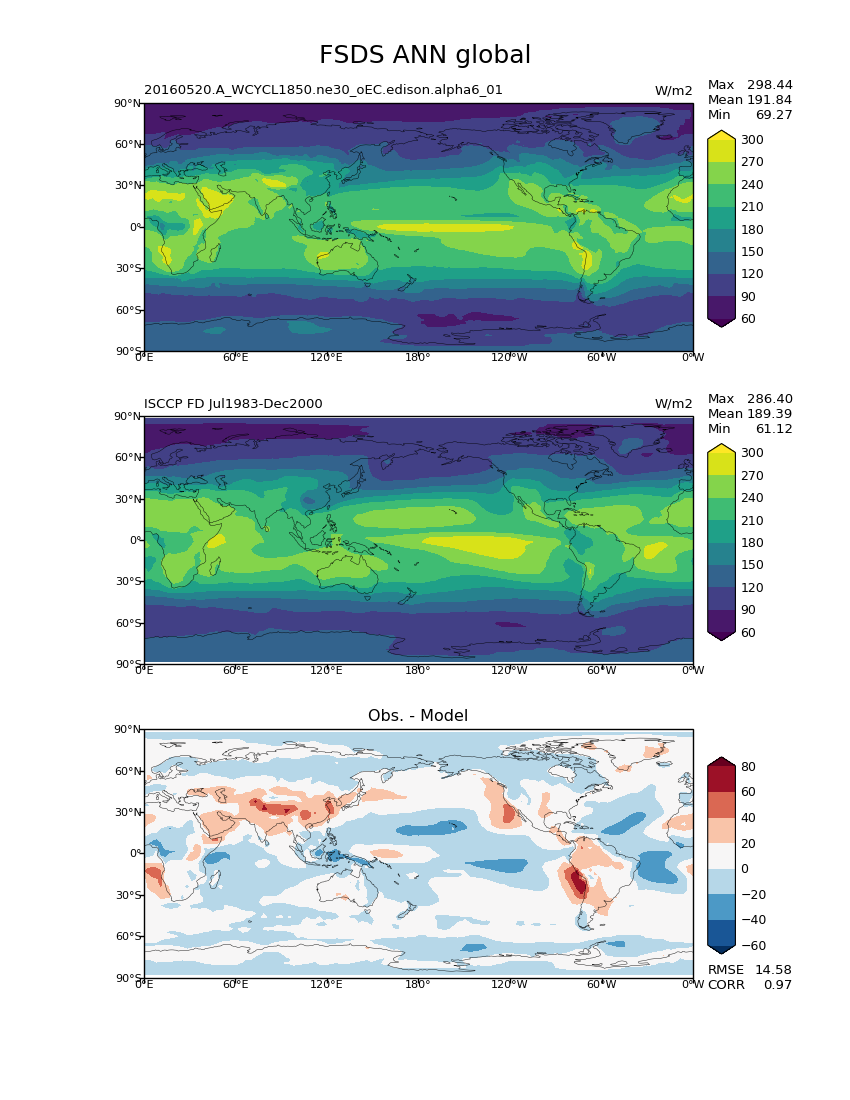 FSDS ANN global
20160520.A_WCYCL1850.ne30_oEC.edison.alpha6_01 W/m2
Max 298.44
Mean 191.84
Min 69.27
90°N
60°N
30°N
0°
30°S
60°S
90°S
0°E 60°E 120°E 180° 120°W 60°W 0°W
300
270
240
210
180
150
120
90
60
ISCCP FD Jul1983-Dec2000 W/m2
Max 286.40
Mean 189.39
Min 61.12
90°N
60°N
30°N
0°
30°S
60°S
90°S
0°E 60°E 120°E 180° 120°W 60°W 0°W
300
270
240
210
180
150
120
90
60
Obs. - Model
90°N
60°N
30°N
0°
30°S
60°S
90°S
0°E 60°E 120°E 180° 120°W 60°W 0°W
80
60
40
20
0
−20
−40
−60
RMSE 14.58
CORR 0.97